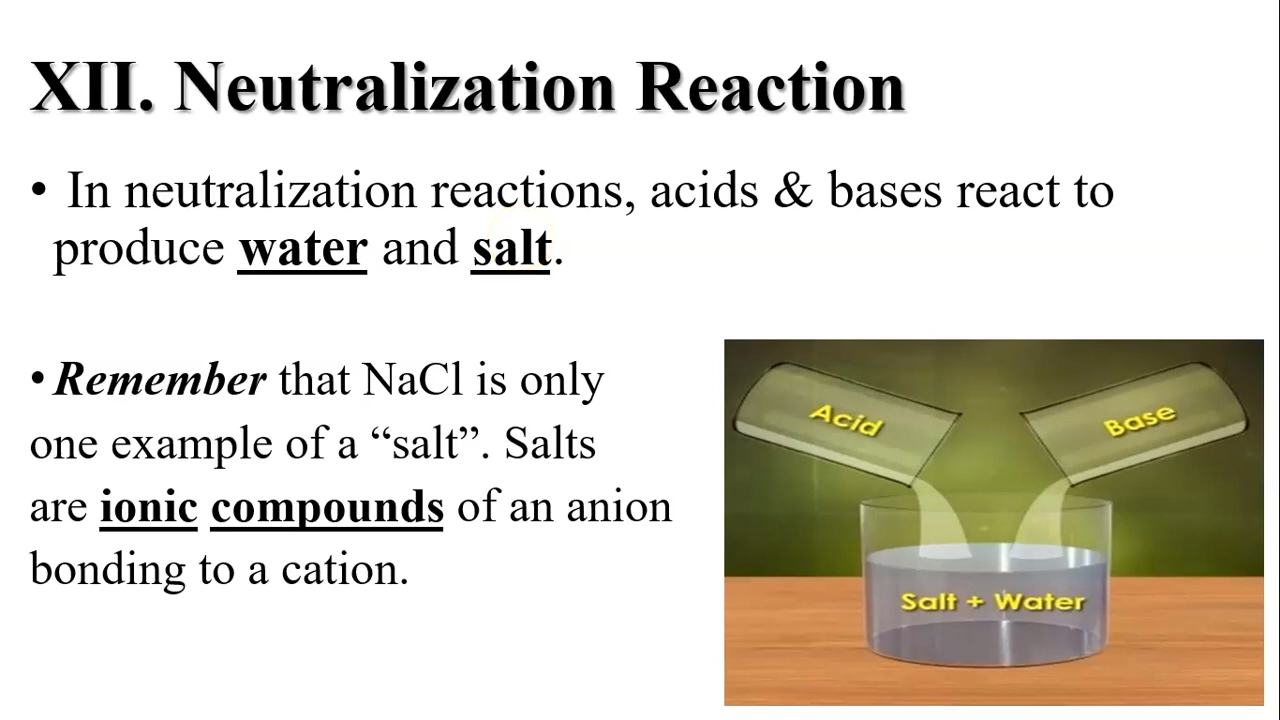 XII. Neutralization Reaction
• In neutralization reactions, acids & bases react to
produce water and salt.
• Remember that NaCl is only
one example of a “salt”. Salts
are ionic compounds of an anion
bonding to a cation.
Acid
Base
Salt + Water